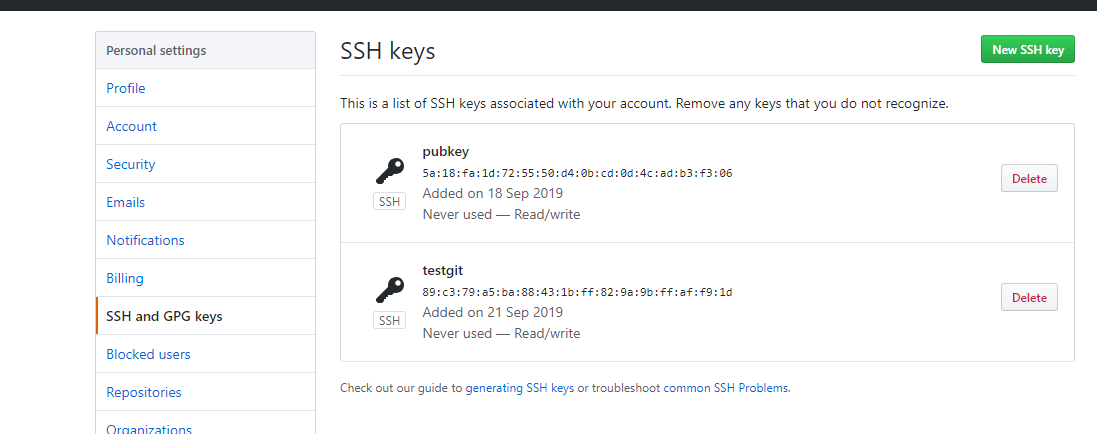 Personal settings
Profile
Account
Security
Emails
Notifications
Billing
SSH and GPG keys
Blocked users
Repositories
Organizations
SSH keys
New SSH key
This is a list of SSH keys associated with your account. Remove any keys that you do not recognize.
pubkey
5a:18:fa:1d:72:55:50:d4:0b:cd:0d:4c:ad:b3:f3:06
Added on 18 Sep 2019
Never used — Read/write
SSH
Delete
testgit
89:c3:79:a5:ba:88:43:1b:ff:82:9a:9b:ff:af:f9:1d
Added on 21 Sep 2019
Never used — Read/write
SSH
Delete
Check out our guide to generating SSH keys or troubleshoot common SSH Problems.